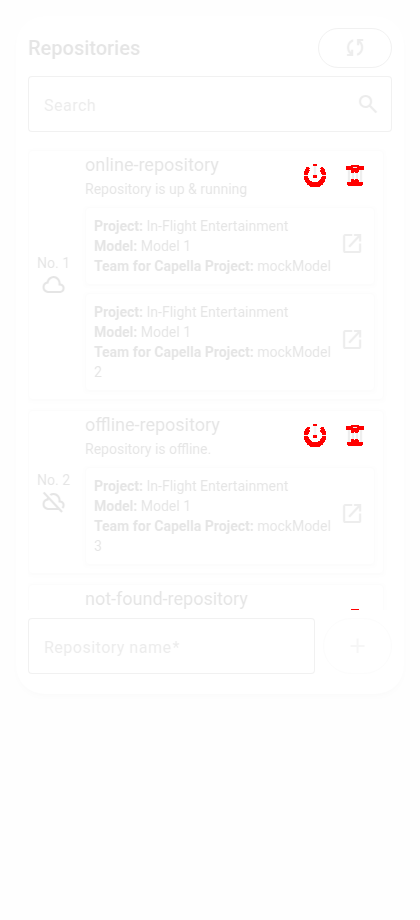 Repositories
Search
online-repository
Repository is up & running
Project: In-Flight Entertainment
Model: Model 1
Team for Capella Project: mockModel
No. 1
Project: In-Flight Entertainment
Model: Model 1
Team for Capella Project: mockModel
2
offline-repository
Repository is offline.
No. 2
Project: In-Flight Entertainment
Model: Model 1
Team for Capella Project: mockModel
3
not-found-repository
Repository name*